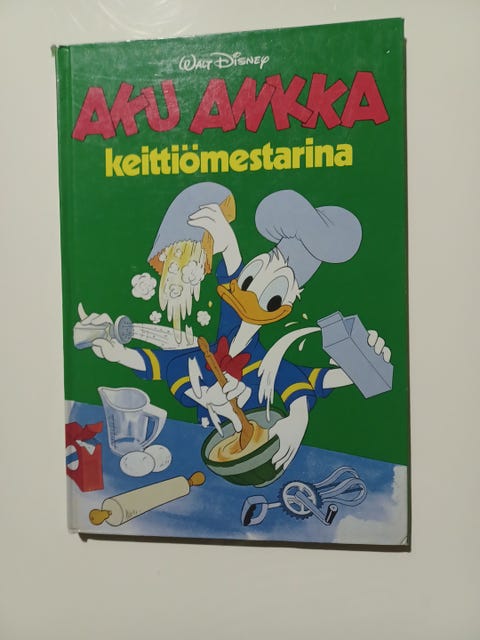 WALT DISNEY
AKU ANKKA
keittiömestarina